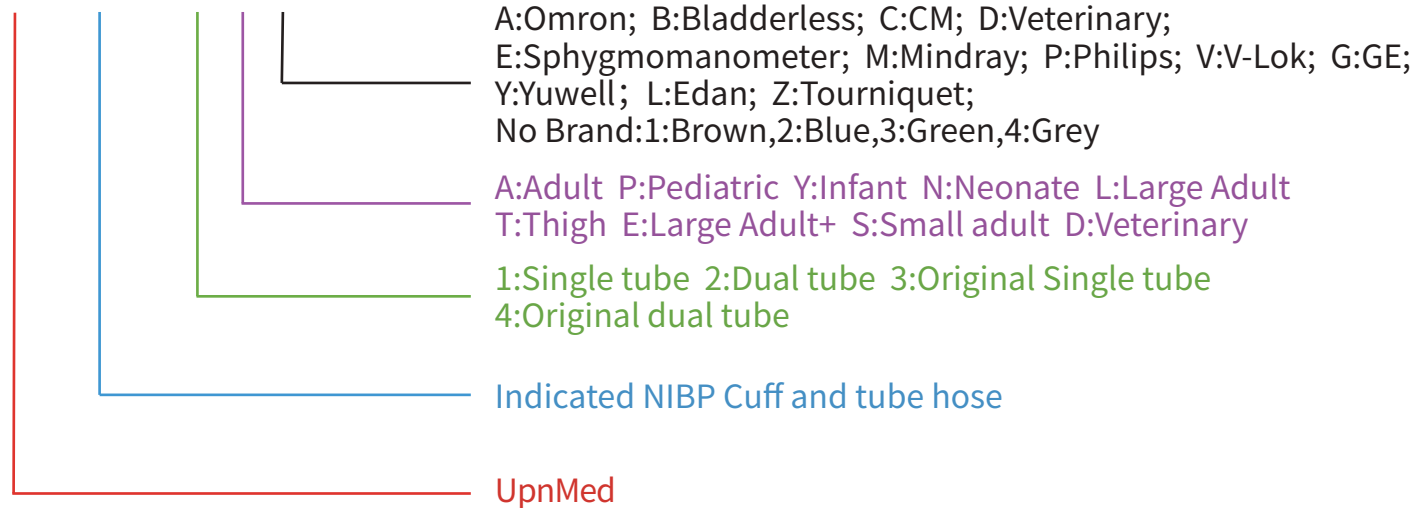 A:Omron; B:Bladderless; C:CM; D:Veterinary;
E:Sphygmomanometer; M:Mindray; P:Philips; V:V-Lok; G:GE;
Y:Yuwell；L:Edan; Z:Tourniquet;
No Brand:1:Brown,2:Blue,3:Green,4:Grey
A:Adult P:Pediatric Y:Infant N:Neonate L:Large Adult
T:Thigh E:Large Adult+ S:Small adult D:Veterinary
1:Single tube 2:Dual tube 3:Original Single tube
4:Original dual tube
Indicated NIBP Cuff and tube hose
UpnMed